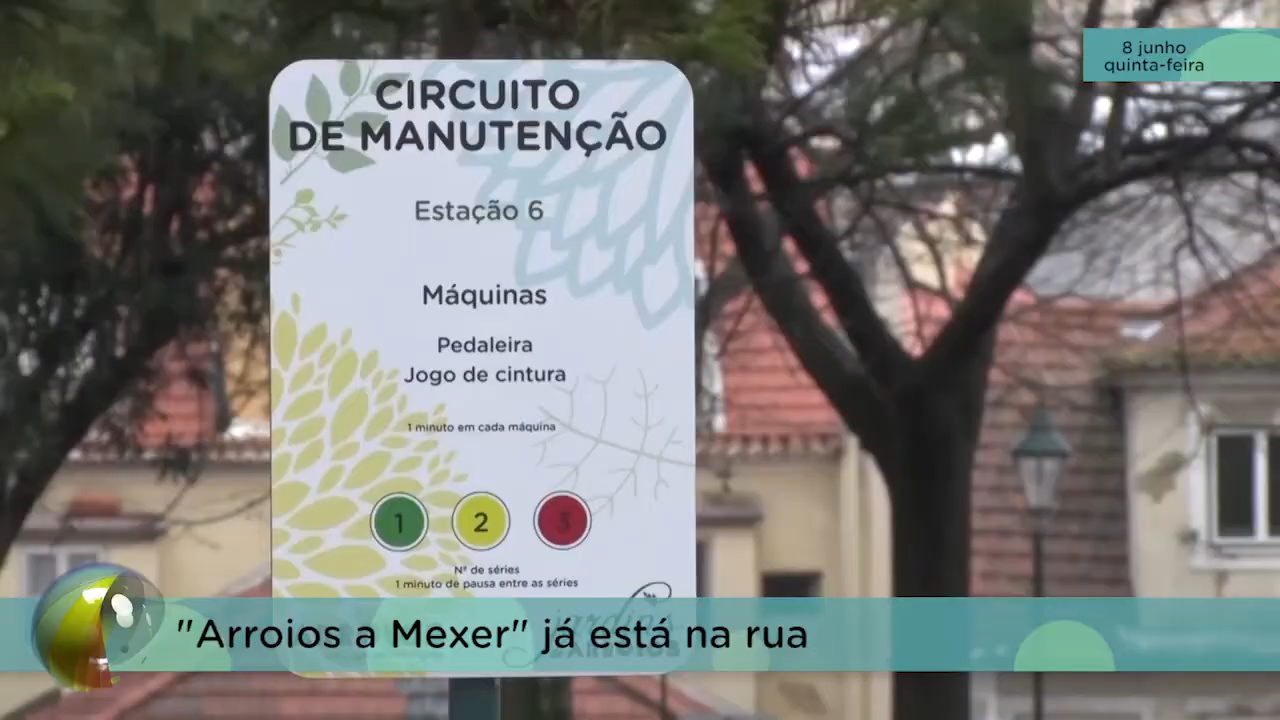 8 junho
quinta-feira
CIRCUITO
DE MANUTENÇÃO
Estação 6
Máquinas
Pedaleira
Jogo de cintura
1 minuto em cada máquina
1 2 3
Nº de séries
1 minuto de pausa entre as séries
"Arroios a Mexer" já está na rua